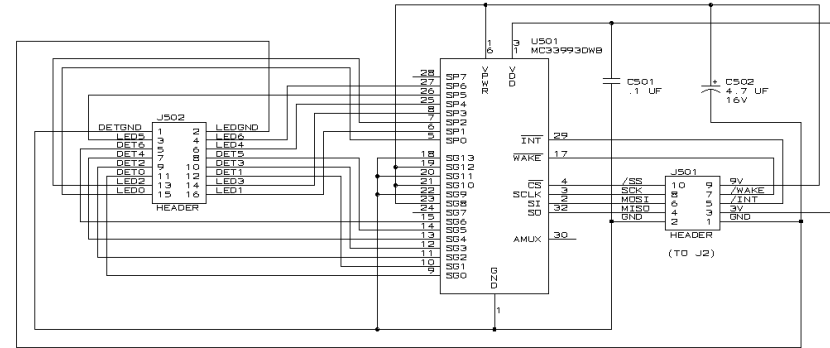 U501
MC33993DWB
16
31
VPWR
VDD
28 SP7
27 SP6
26 SP5
25 SP4
8 SP3
7 SP2
6 SP1
5 SP0
18 SG13
19 SG12
20 SG11
21 SG10
22 SG9
23 SG8
24 SG7
15 SG6
14 SG5
13 SG4
12 SG3
11 SG2
10 SG1
9 SG0
INT 29
WAKE 17
CS 4
SCLK 3
SI 2
SO 32
AMUX 30
GND
1
C501
.1 UF
+ C502
4.7 UF
16V
J502
DETGND 1 2 LEDGND
LED5 3 4 LED6
DET6 5 6 LED4
DET4 7 8 DET5
DET2 9 10 DET3
DET0 11 12 DET1
LED2 13 14 LED3
LED0 15 16 LED1
HEADER
J501
/SS 10 9 9V
SCK 8 7 /WAKE
MOSI 6 5 /INT
MISO 4 3 3V
GND 2 1 GND
HEADER
(TO J2)